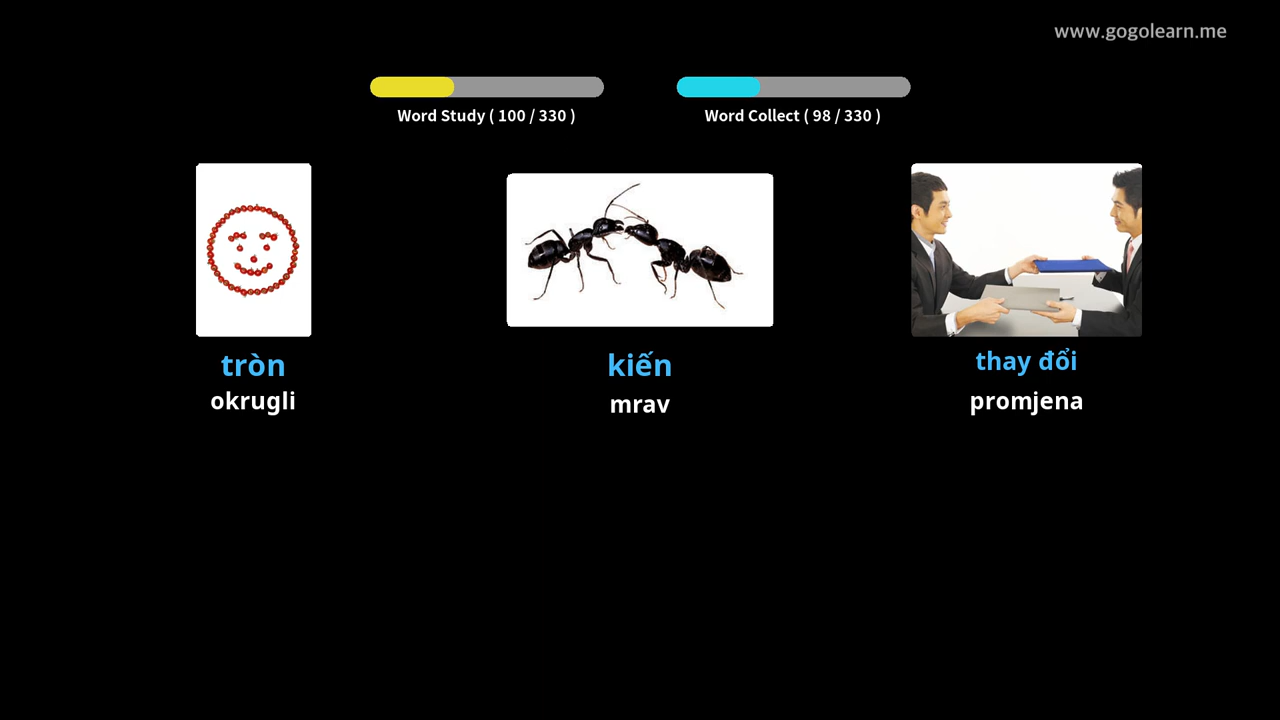 www.gogolearn.me
Word Study ( 100 / 330 )
Word Collect ( 98 / 330 )
tròn
okrugli
kiến
mrav
thay đổi
promjena